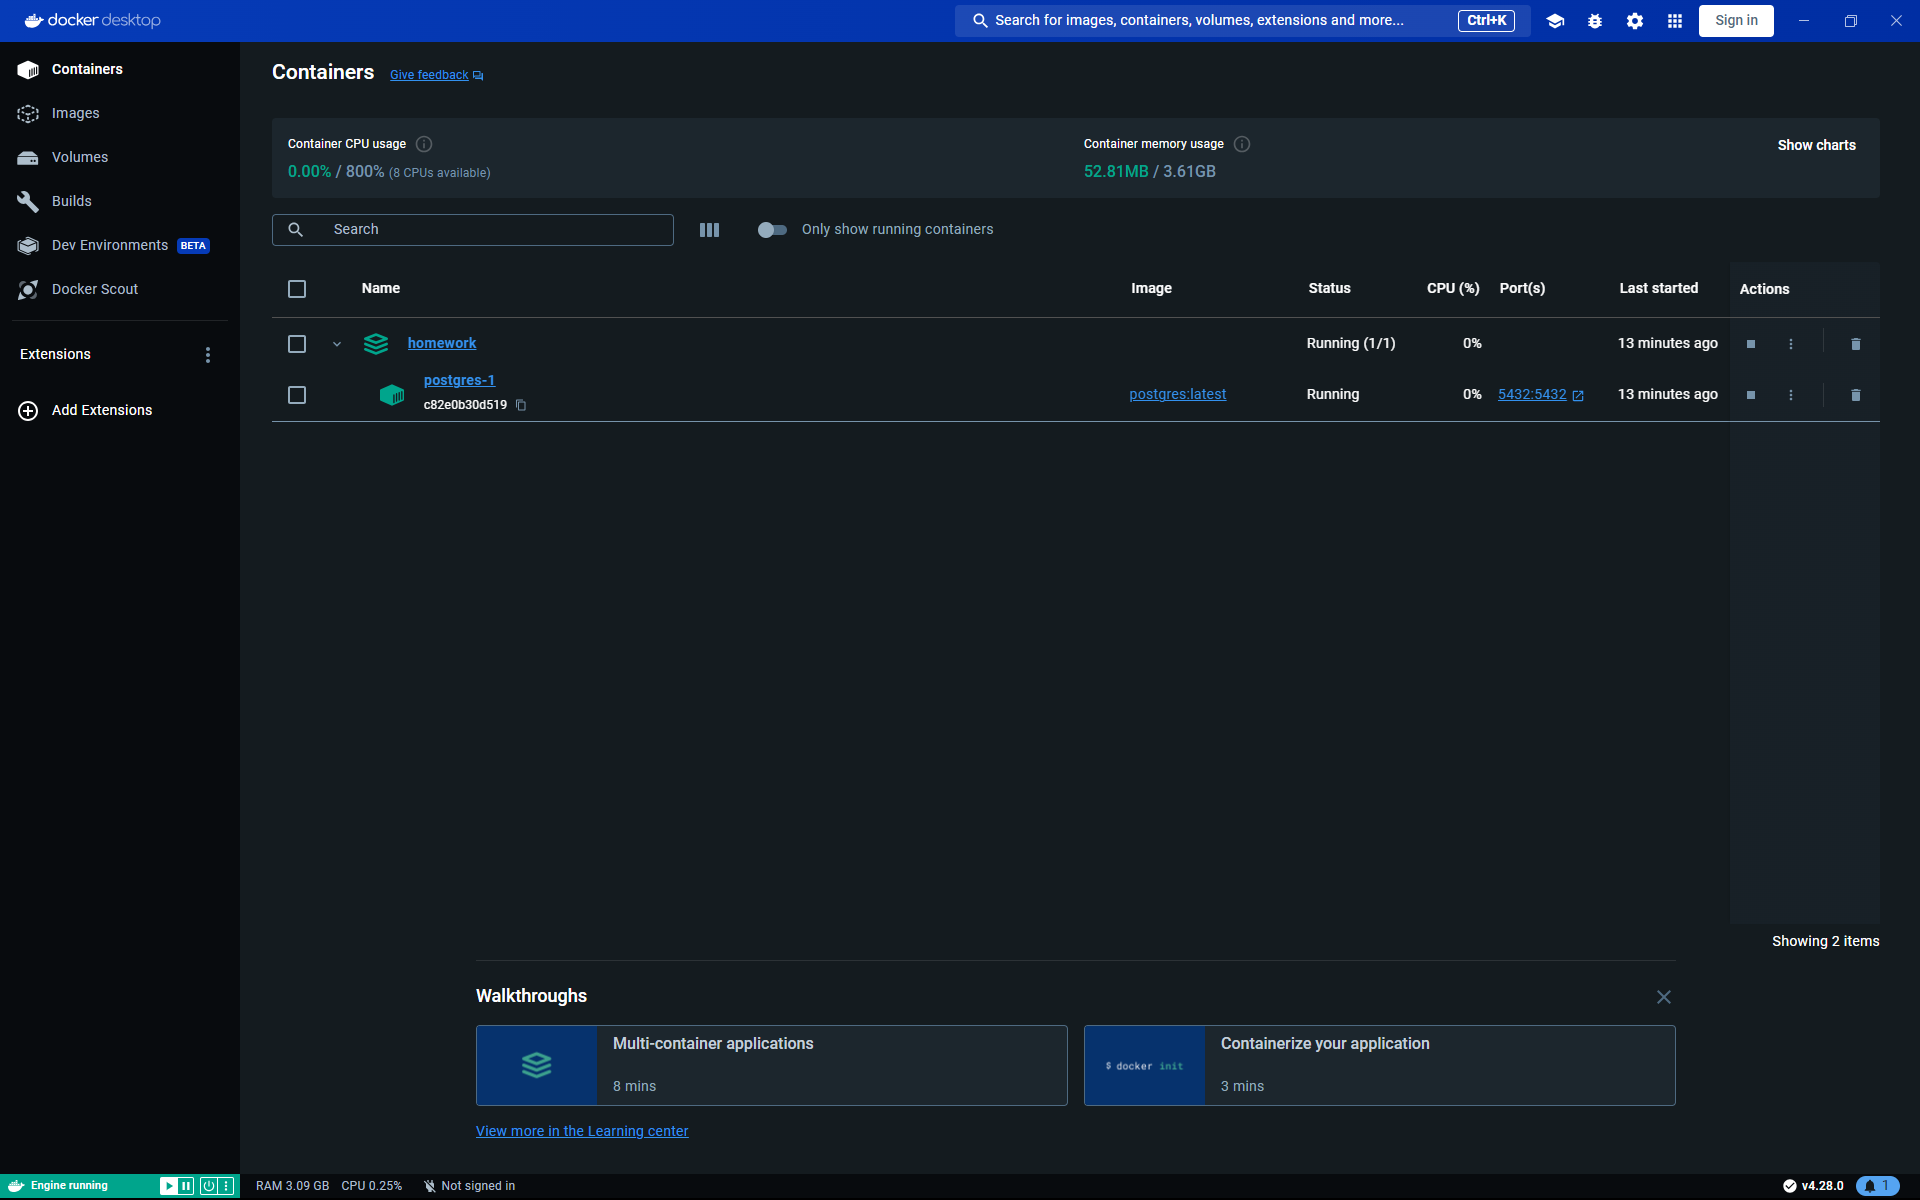 docker desktop
Search for images, containers, volumes, extensions and more...
Ctrl+K
Sign in
Containers
Images
Volumes
Builds
Dev Environments BETA
Docker Scout
Extensions
Add Extensions
Containers Give feedback
Container CPU usage
0.00% / 800% (8 CPUs available)
Container memory usage
52.81MB / 3.61GB
Show charts
Search
Only show running containers
Name Image Status CPU (%) Port(s) Last started Actions
homework Running (1/1) 0% 13 minutes ago
postgres-1
c82e0b30d519
postgres:latest Running 0% 5432:5432 13 minutes ago
Showing 2 items
Walkthroughs
Multi-container applications
8 mins
$ docker init
Containerize your application
3 mins
View more in the Learning center
Engine running
RAM 3.09 GB CPU 0.25% Not signed in
v4.28.0
1